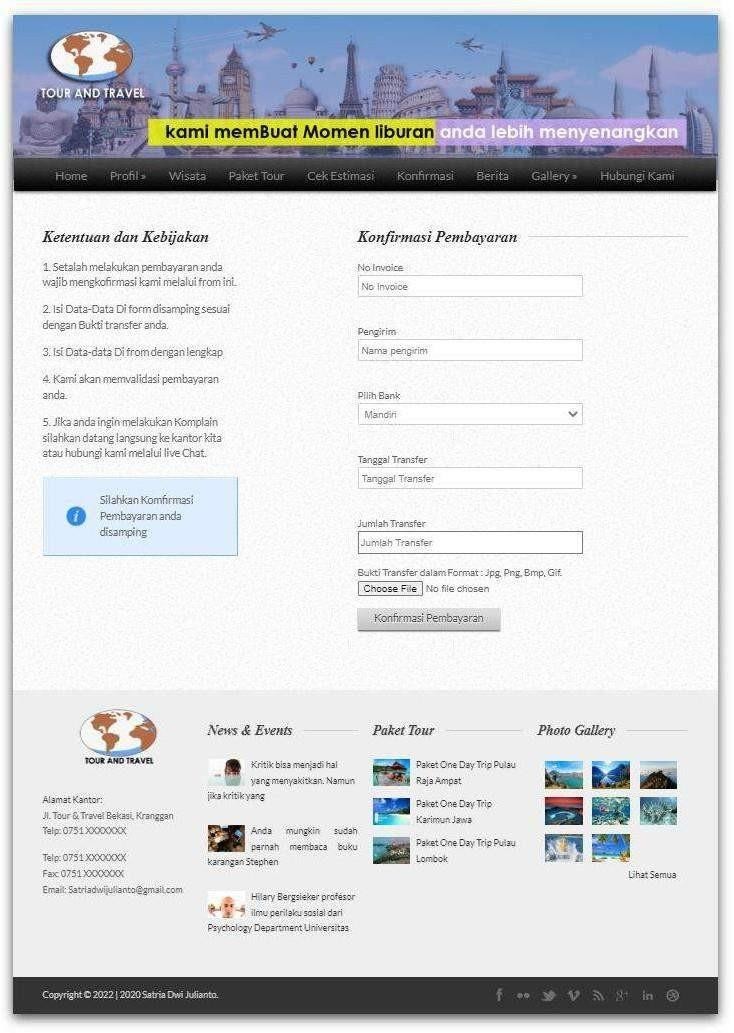 TOUR AND TRAVEL
kami memBuat Momen liburan anda lebih menyenangkan
Home Profil » Wisata Paket Tour Cek Estimasi Konfirmasi Berita Gallery » Hubungi Kami
Ketentuan dan Kebijakan
1. Setalah melakukan pembayaran anda
wajib mengkofirmasi kami melalui from ini.
2. Isi Data-Data Di form disamping sesuai
dengan Bukti transfer anda.
3. Isi Data-data Di from dengan lengkap
4. Kami akan memvalidasi pembayaran
anda.
5. Jika anda ingin melakukan Komplain
silahkan datang langsung ke kantor kita
atau hubungi kami melalui live Chat.
Silahkan Komfirmasi
Pembayaran anda
disamping
Konfirmasi Pembayaran
No Invoice
No Invoice
Pengirim
Nama pengirim
Pilih Bank
Mandiri
Tanggal Transfer
Tanggal Transfer
Jumlah Transfer
Jumlah Transfer
Bukti Transfer dalam Format : Jpg, Png, Bmp, Gif.
Choose File No file chosen
Konfirmasi Pembayaran
TOUR AND TRAVEL
Alamat Kantor:
Jl. Tour & Travel Bekasi, Kranggan
Telp: 0751 XXXXXXX
Telp: 0751 XXXXXXX
Fax: 0751 XXXXXXX
Email: Satriadwijulianto@gmail.com
News & Events
Kritik bisa menjadi hal
yang menyakitkan. Namun
jika kritik yang
Anda mungkin sudah
pernah membaca buku
karangan Stephen
Hilary Bergsieker profesor
ilmu perilaku sosial dari
Psychology Department Universitas
Paket Tour
Paket One Day Trip Pulau
Raja Ampat
Paket One Day Trip
Karimun Jawa
Paket One Day Trip Pulau
Lombok
Photo Gallery
Lihat Semua
Copyright © 2022 | 2020 Satria Dwi Julianto.